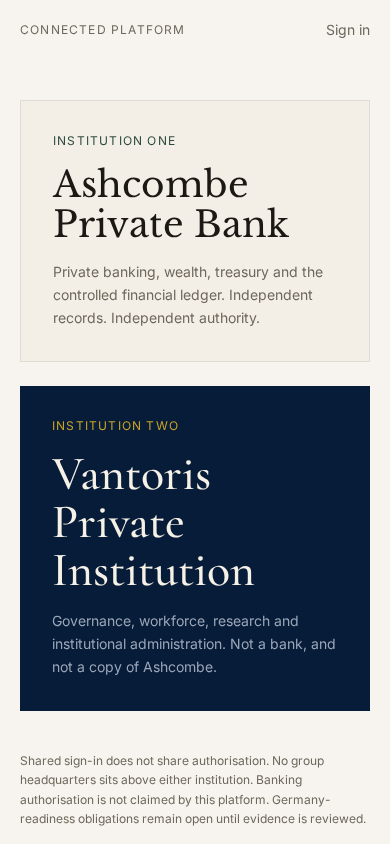 CONNECTED PLATFORM
Sign in
INSTITUTION ONE
Ashcombe
Private Bank
Private banking, wealth, treasury and the
controlled financial ledger. Independent
records. Independent authority.
INSTITUTION TWO
Vantoris
Private
Institution
Governance, workforce, research and
institutional administration. Not a bank, and
not a copy of Ashcombe.
Shared sign-in does not share authorisation. No group
headquarters sits above either institution. Banking
authorisation is not claimed by this platform. Germany-
readiness obligations remain open until evidence is reviewed.